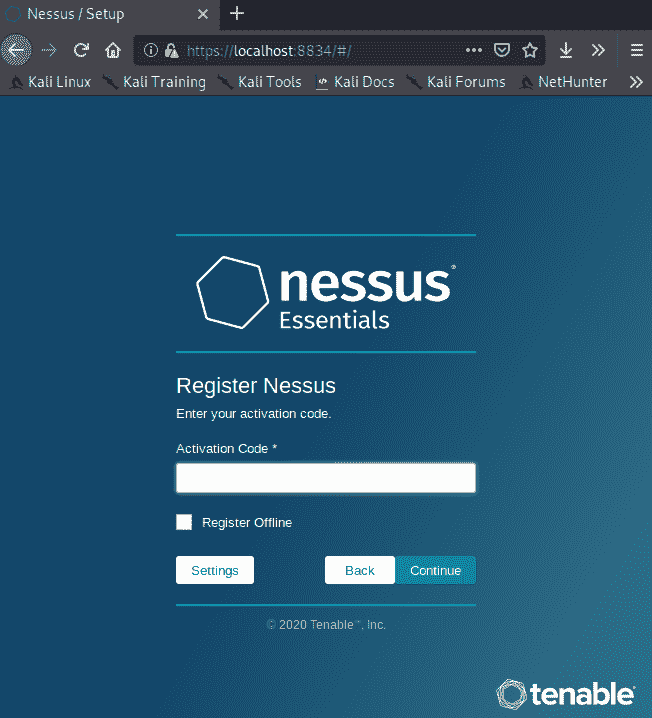 Nessus / Setup
https://localhost:8834/#/
Kali Linux Kali Training Kali Tools Kali Docs Kali Forums NetHunter
nessus®
Essentials
Register Nessus
Enter your activation code.
Activation Code *
Register Offline
Settings Back Continue
© 2020 Tenable™, Inc.
tenable®